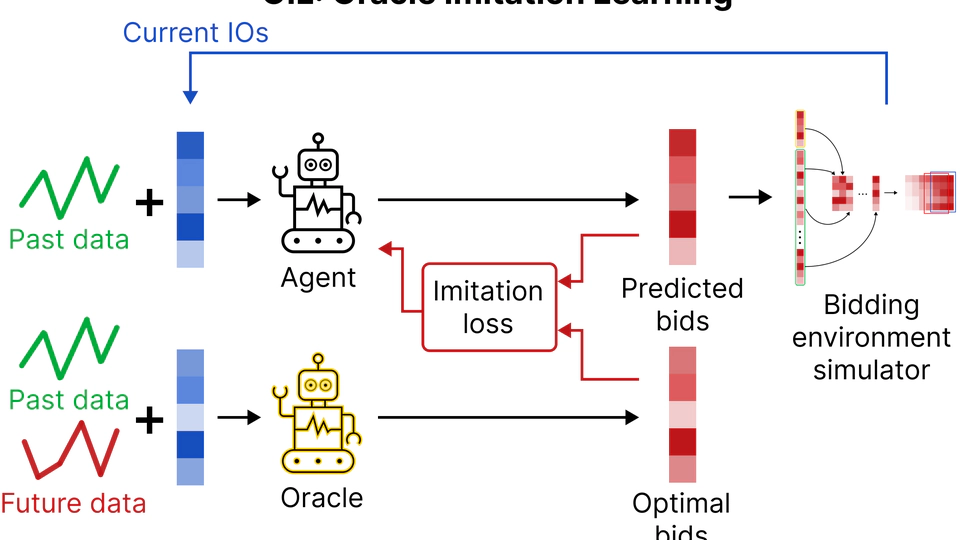 Oracle Imitation Learning
Current IOs
Past data
Agent
Imitation
loss
Predicted
bids
Bidding
environment
simulator
Past data
Future data
Oracle
Optimal
bids